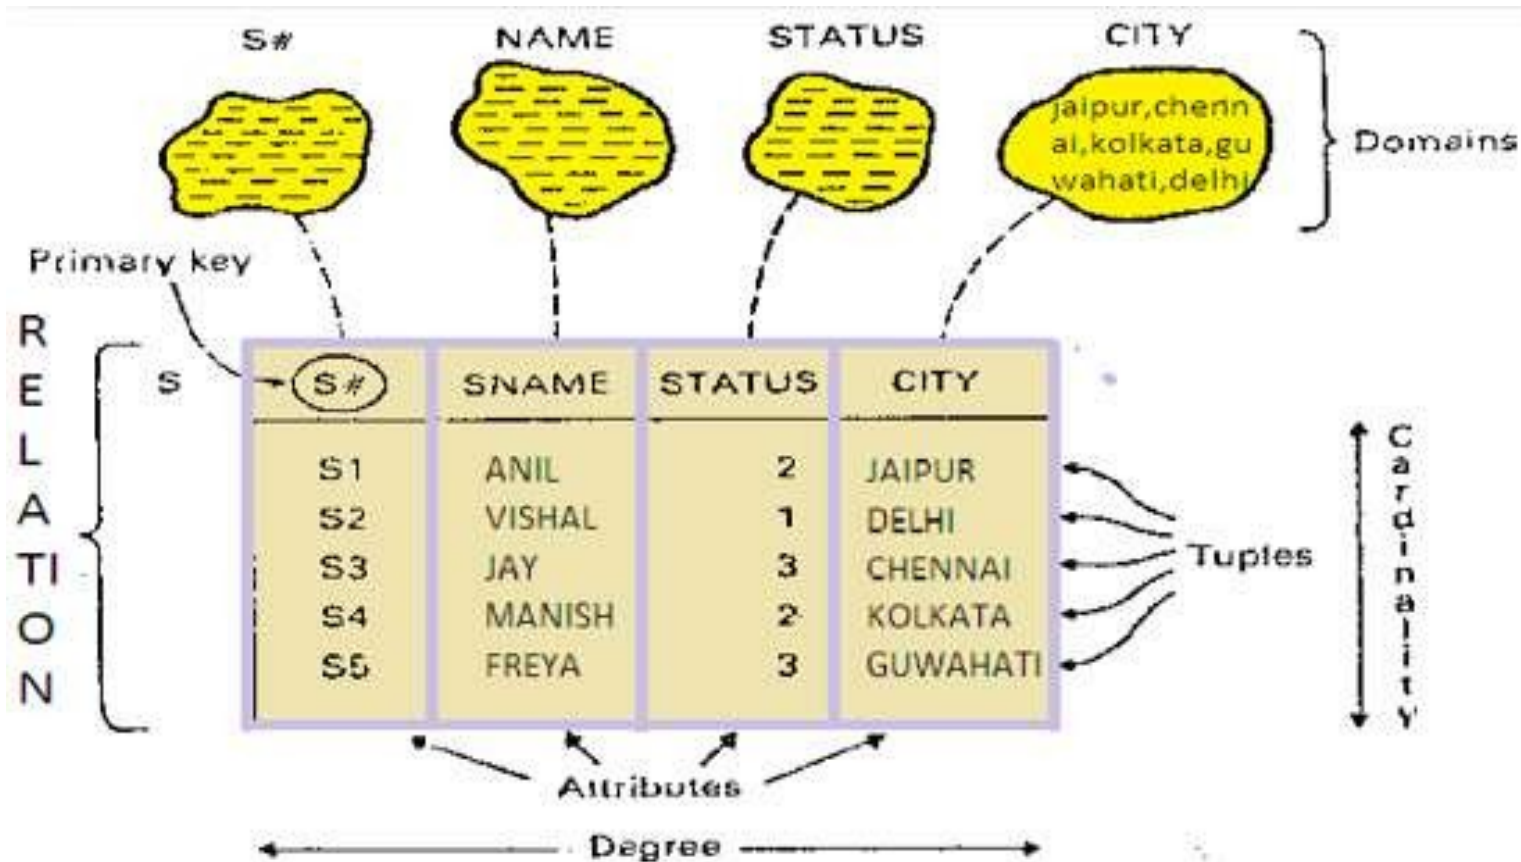 S# NAME STATUS CITY
jaipur,chenn
ai,kolkata,gu
wahati,delhi
Domains
Primary key
RELATION
S
S# SNAME STATUS CITY
S1 ANIL 2 JAIPUR
S2 VISHAL 1 DELHI
S3 JAY 3 CHENNAI
S4 MANISH 2 KOLKATA
S5 FREYA 3 GUWAHATI
Tuples
Cardinality
Attributes
Degree